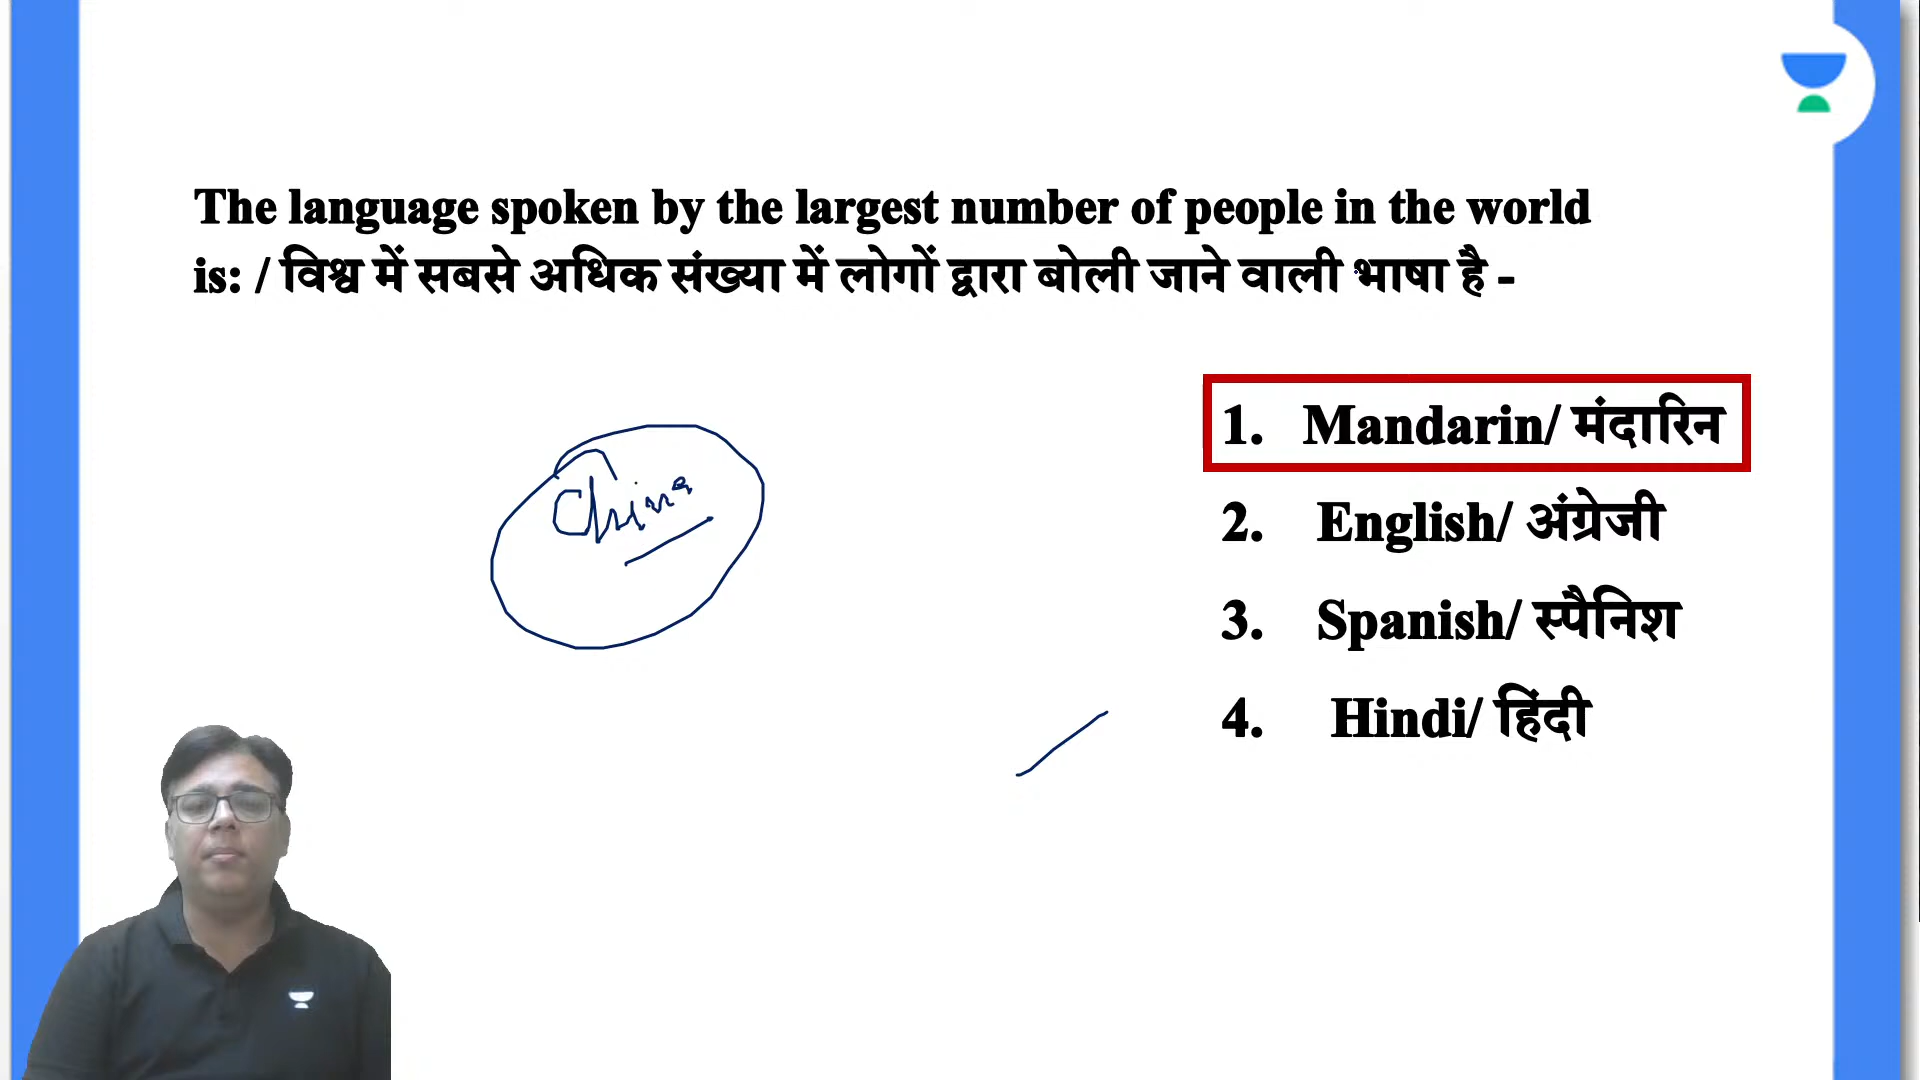 The language spoken by the largest number of people in the world
is: / विश्व में सबसे अधिक संख्या में लोगों द्वारा बोली जाने वाली भाषा है -
1. Mandarin/ मंदारिन
China
2. English/ अंग्रेजी
3. Spanish/ स्पैनिश
4. Hindi/ हिंदी